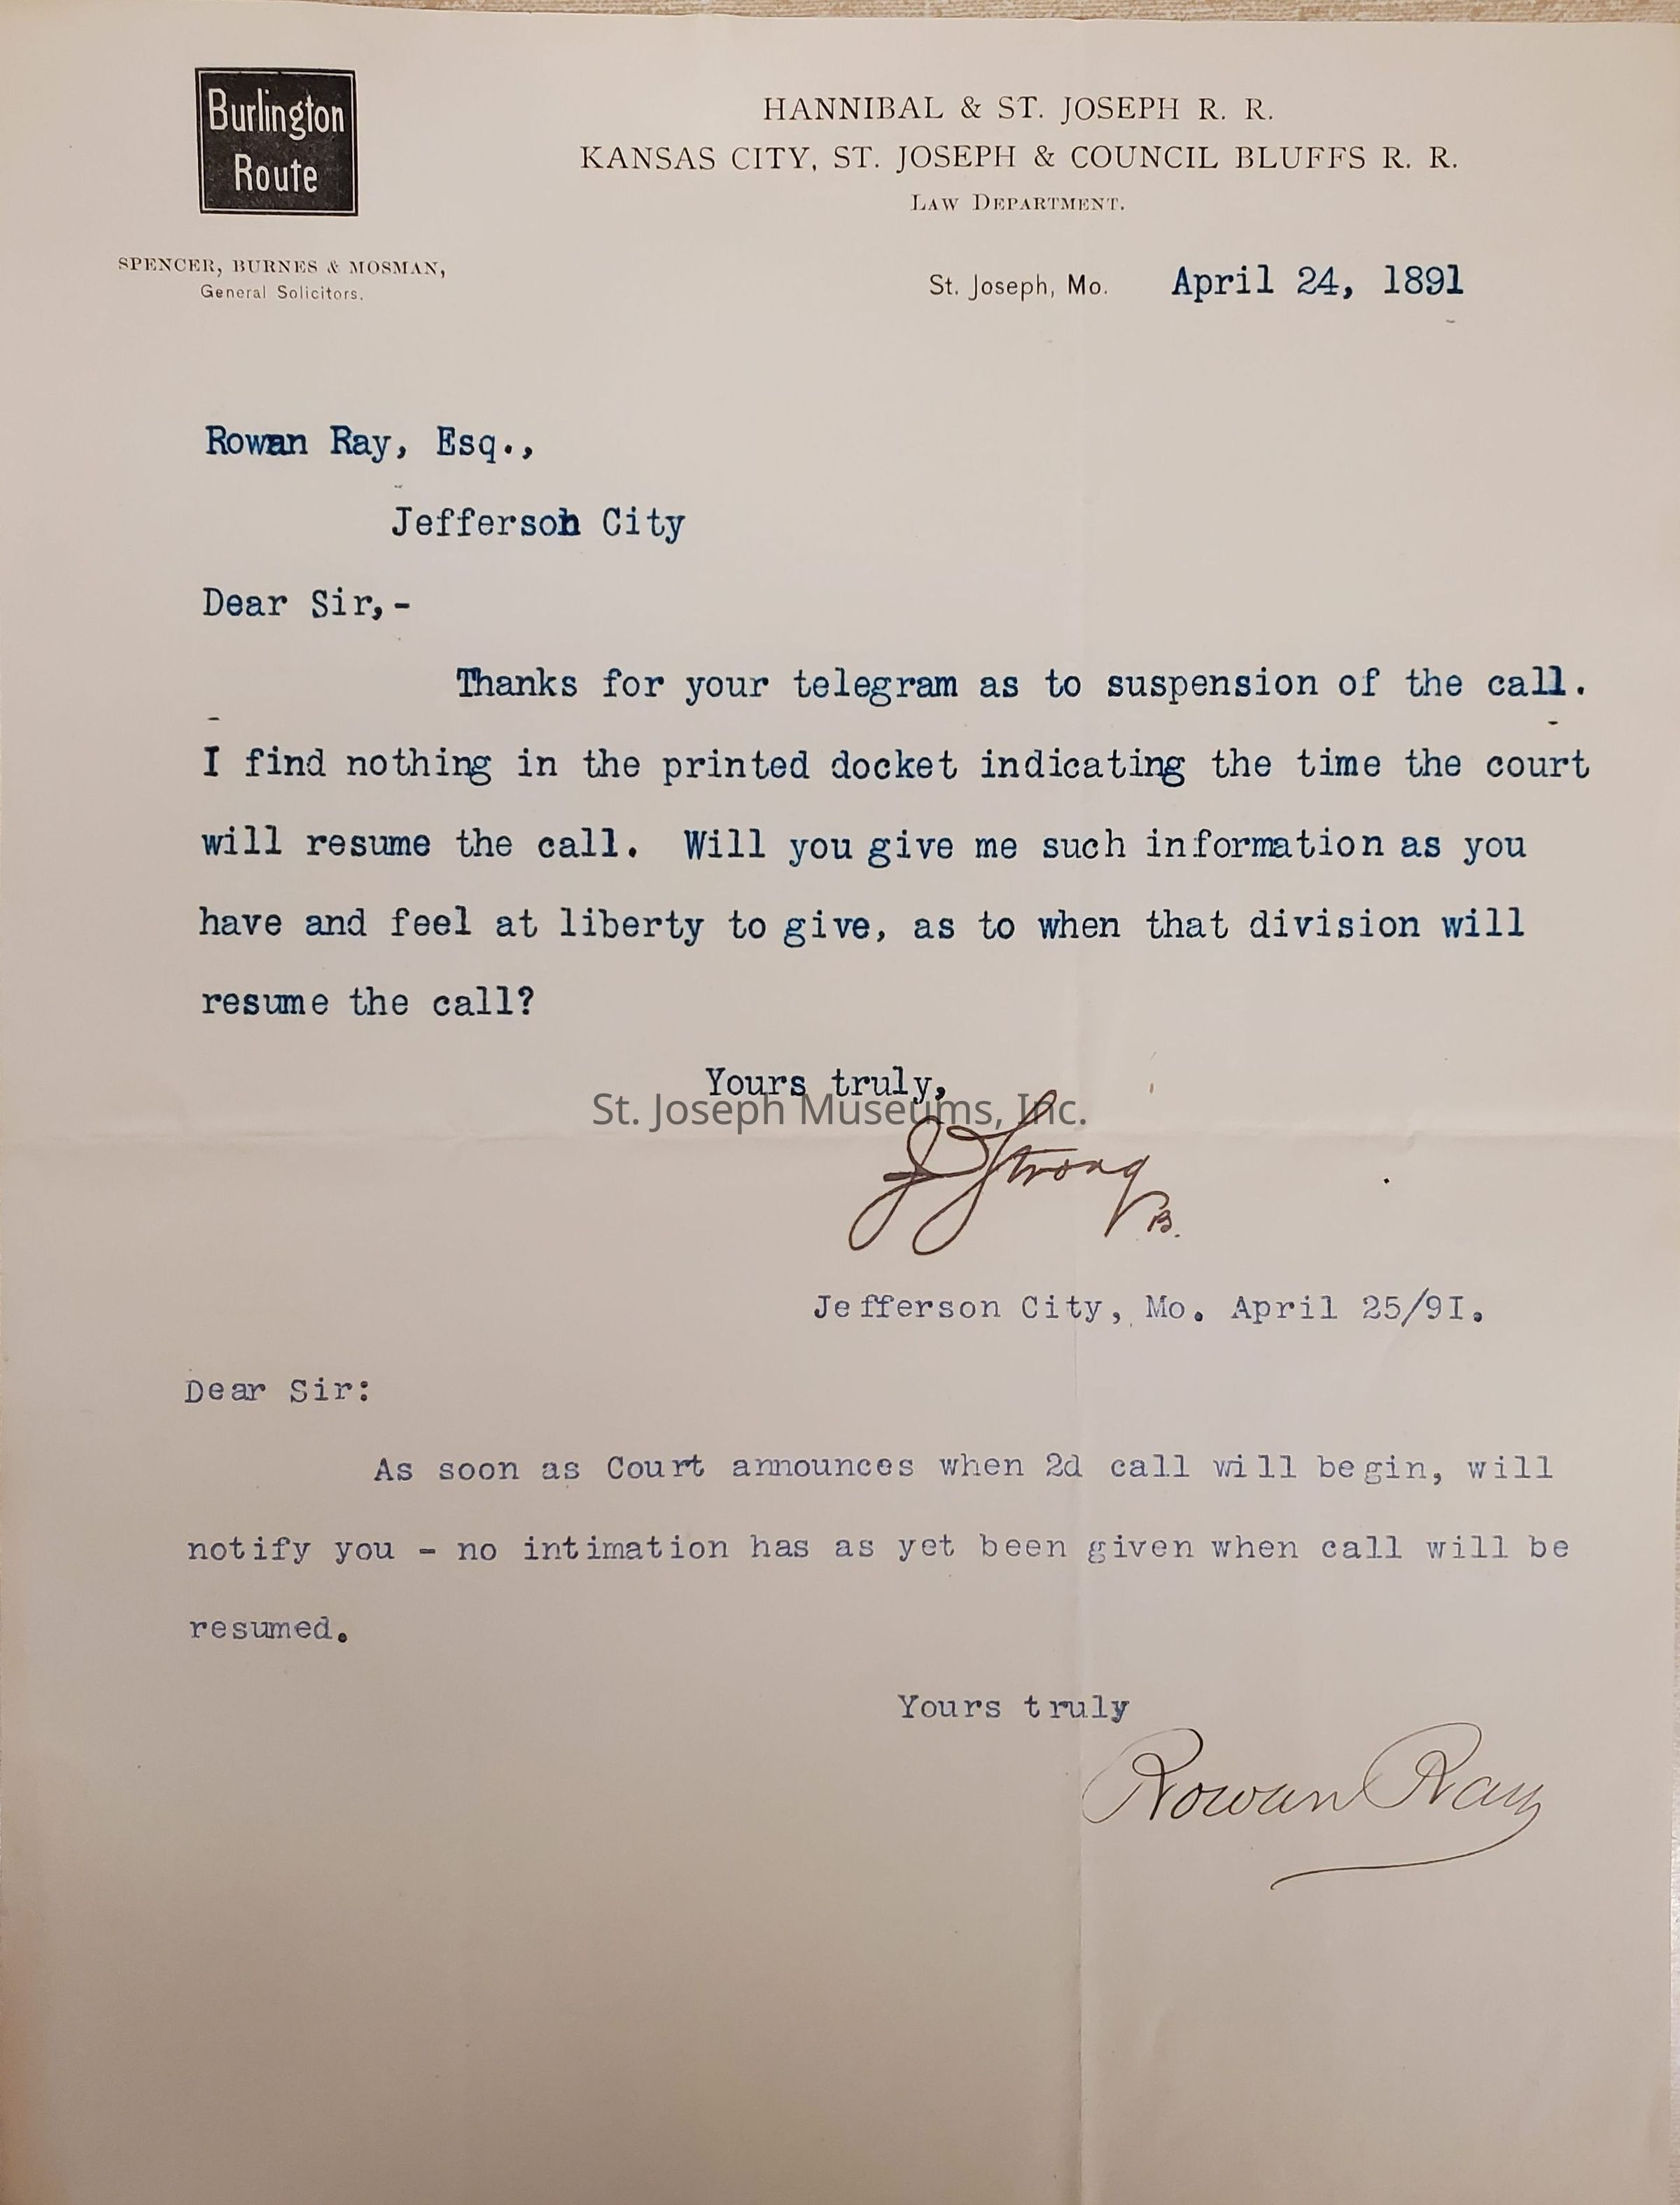 Burlington
Route
HANNIBAL & ST. JOSEPH R. R.
KANSAS CITY, ST. JOSEPH & COUNCIL BLUFFS R. R.
LAW DEPARTMENT.
SPENCER, BURNES & MOSMAN,
General Solicitors.
St. Joseph, Mo. April 24, 1891
Rowan Ray, Esq.,
Jefferson City
Dear Sir,-
Thanks for your telegram as to suspension of the call.
I find nothing in the printed docket indicating the time the court
will resume the call. Will you give me such information as you
have and feel at liberty to give, as to when that division will
resume the call?
Yours truly,
St. Joseph Museums, Inc.
J Strong
B.
Jefferson City, Mo. April 25/9I.
Dear Sir:
As soon as Court announces when 2d call will begin, will
notify you - no intimation has as yet been given when call will be
resumed.
Yours truly
Rowan Ray